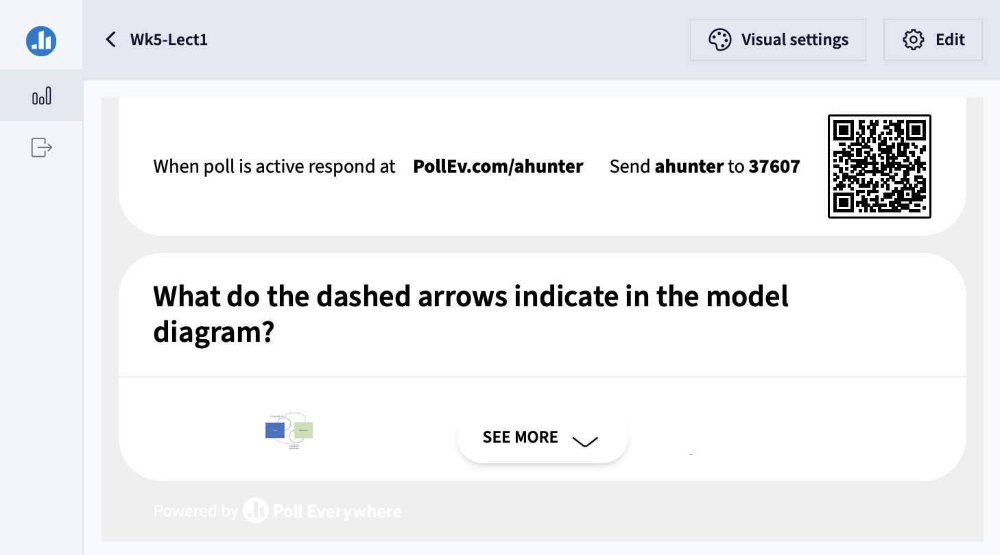 Wk5-Lect1
Visual settings
Edit
When poll is active respond at PollEv.com/ahunter Send ahunter to 37607
What do the dashed arrows indicate in the model
diagram?
SEE MORE
Powered by Poll Everywhere